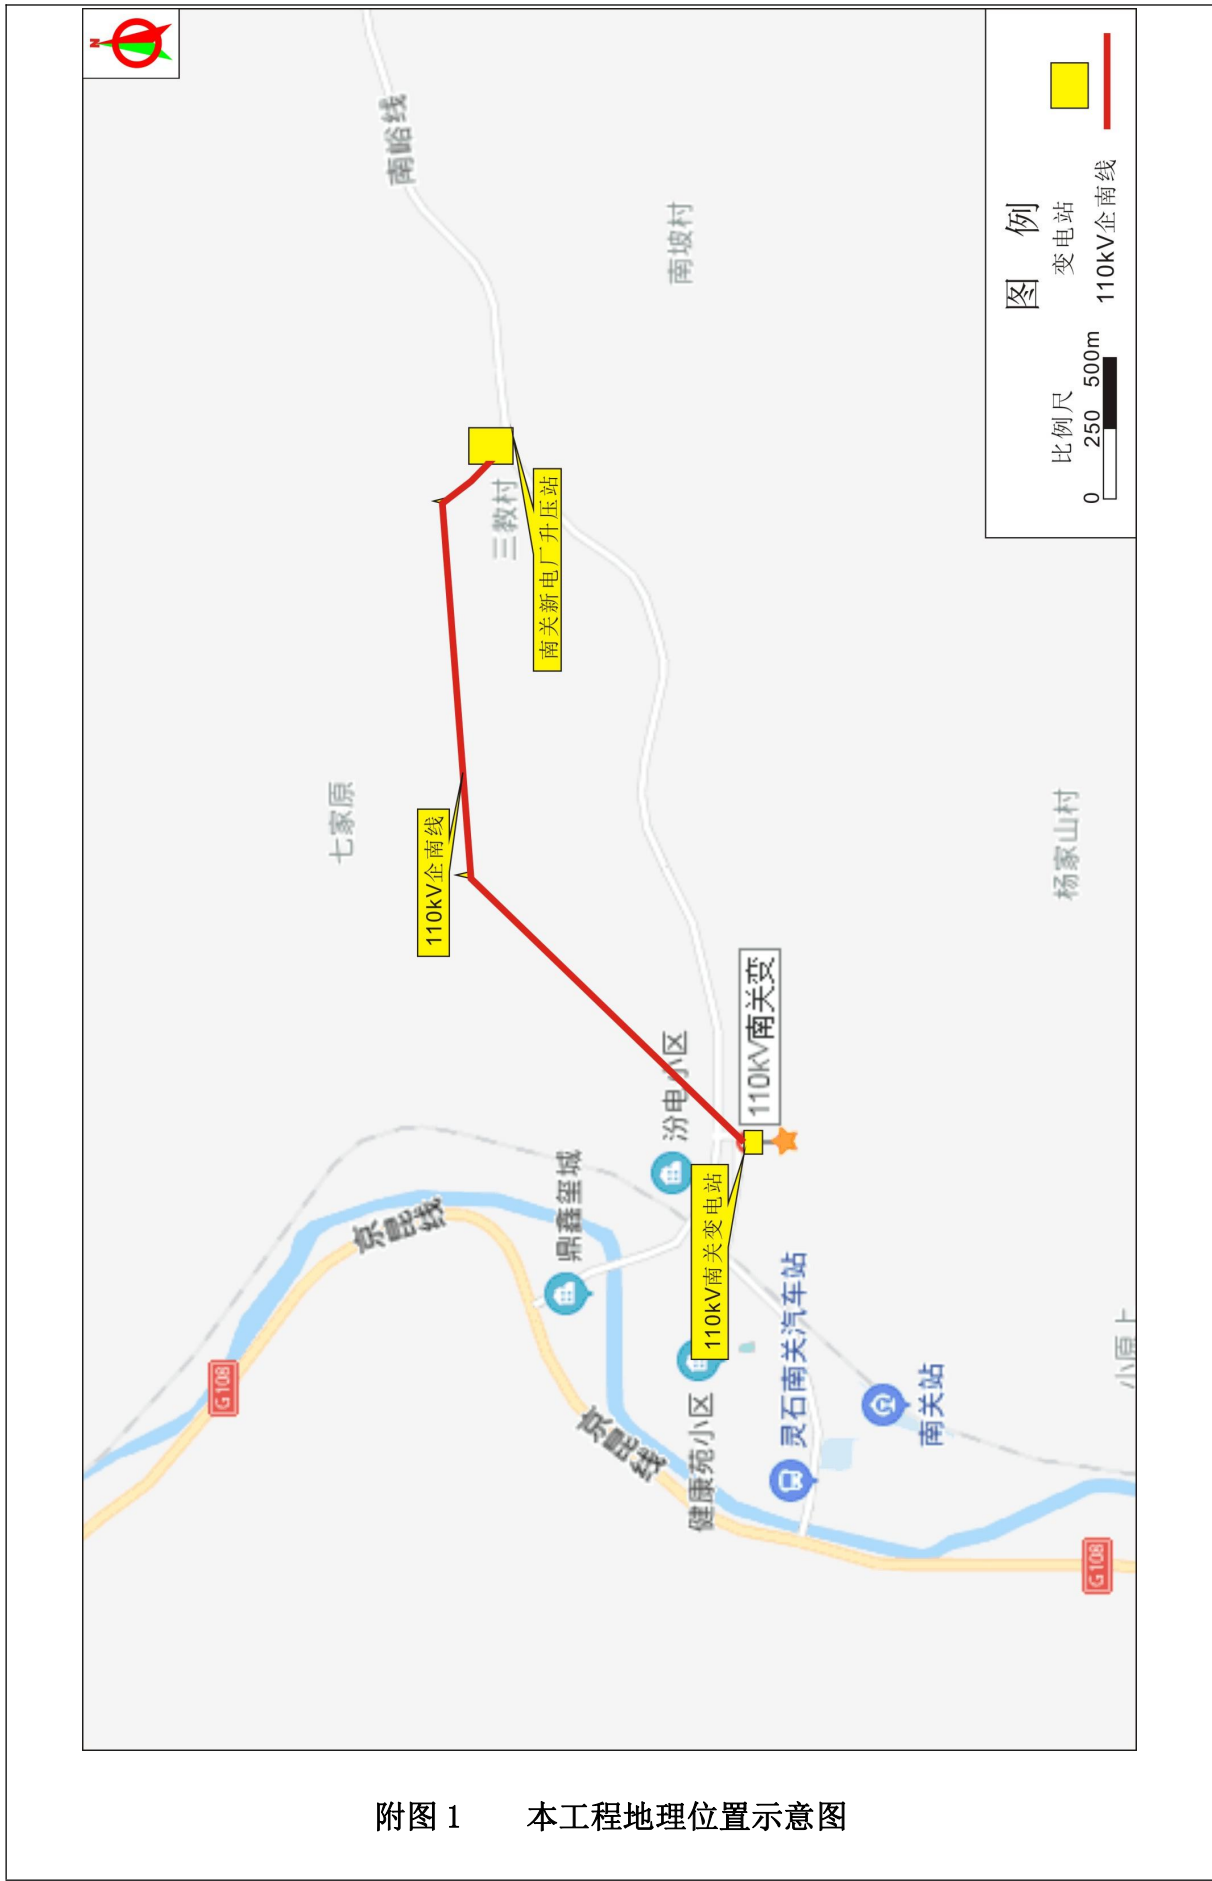 N
南峪线
南坡村
三教村
南关新电厂升压站
七家原
110kV企南线
杨家山村
110kV南关变
汾电小区
110kV南关变电站
鼎鑫玺城
京昆线
G108
京昆线
健康苑小区
灵石南关汽车站
南关站
小原上
G108
图 例
变电站
110kV企南线
比例尺
0 250 500m
附图 1 本工程地理位置示意图